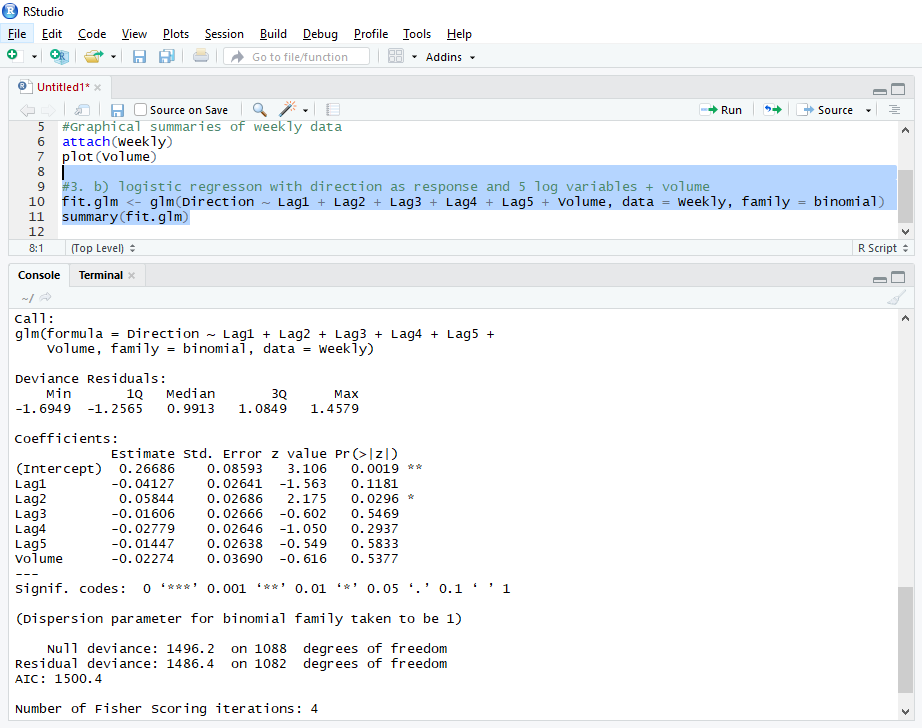 RStudio
File Edit Code View Plots Session Build Debug Profile Tools Help
Go to file/function Addins
Untitled1*
Source on Save Run Source
5 #Graphical summaries of weekly data
6 attach(Weekly)
7 plot(Volume)
8
9 #3. b) logistic regresson with direction as response and 5 log variables + volume
10 fit.glm <- glm(Direction ~ Lag1 + Lag2 + Lag3 + Lag4 + Lag5 + Volume, data = Weekly, family = binomial)
11 summary(fit.glm)
12
8:1 (Top Level) R Script
Console Terminal
~/
Call:
glm(formula = Direction ~ Lag1 + Lag2 + Lag3 + Lag4 + Lag5 +
    Volume, family = binomial, data = Weekly)
Deviance Residuals:
    Min       1Q   Median       3Q      Max
-1.6949  -1.2565   0.9913   1.0849   1.4579
Coefficients:
            Estimate Std. Error z value Pr(>|z|)
(Intercept)  0.26686    0.08593   3.106   0.0019 **
Lag1        -0.04127    0.02641  -1.563   0.1181
Lag2         0.05844    0.02686   2.175   0.0296 *
Lag3        -0.01606    0.02666  -0.602   0.5469
Lag4        -0.02779    0.02646  -1.050   0.2937
Lag5        -0.01447    0.02638  -0.549   0.5833
Volume      -0.02274    0.03690  -0.616   0.5377
---
Signif. codes:  0 ‘***’ 0.001 ‘**’ 0.01 ‘*’ 0.05 ‘.’ 0.1 ‘ ’ 1
(Dispersion parameter for binomial family taken to be 1)
    Null deviance: 1496.2  on 1088  degrees of freedom
Residual deviance: 1486.4  on 1082  degrees of freedom
AIC: 1500.4
Number of Fisher Scoring iterations: 4